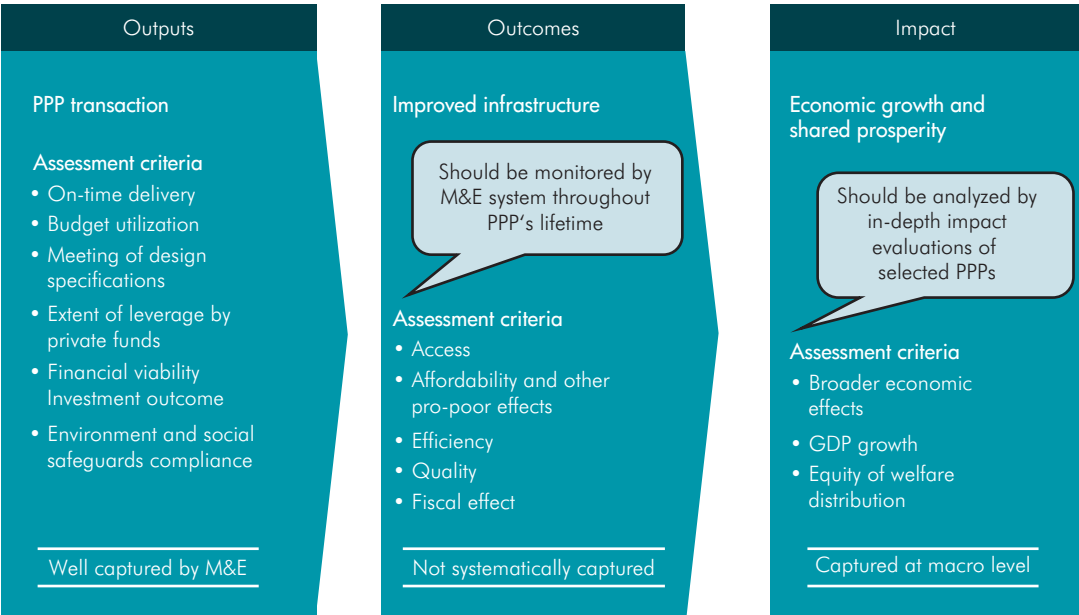 Outputs
PPP transaction
Assessment criteria
• On-time delivery
• Budget utilization
• Meeting of design
specifications
• Extent of leverage by
private funds
• Financial viability
Investment outcome
• Environment and social
safeguards compliance
Well captured by M&E
Outcomes
Improved infrastructure
Should be monitored by
M&E system throughout
PPP‘s lifetime
Assessment criteria
• Access
• Affordability and other
pro-poor effects
• Efficiency
• Quality
• Fiscal effect
Not systematically captured
Impact
Economic growth and
shared prosperity
Should be analyzed by
in-depth impact
evaluations of
selected PPPs
Assessment criteria
• Broader economic
effects
• GDP growth
• Equity of welfare
distribution
Captured at macro level